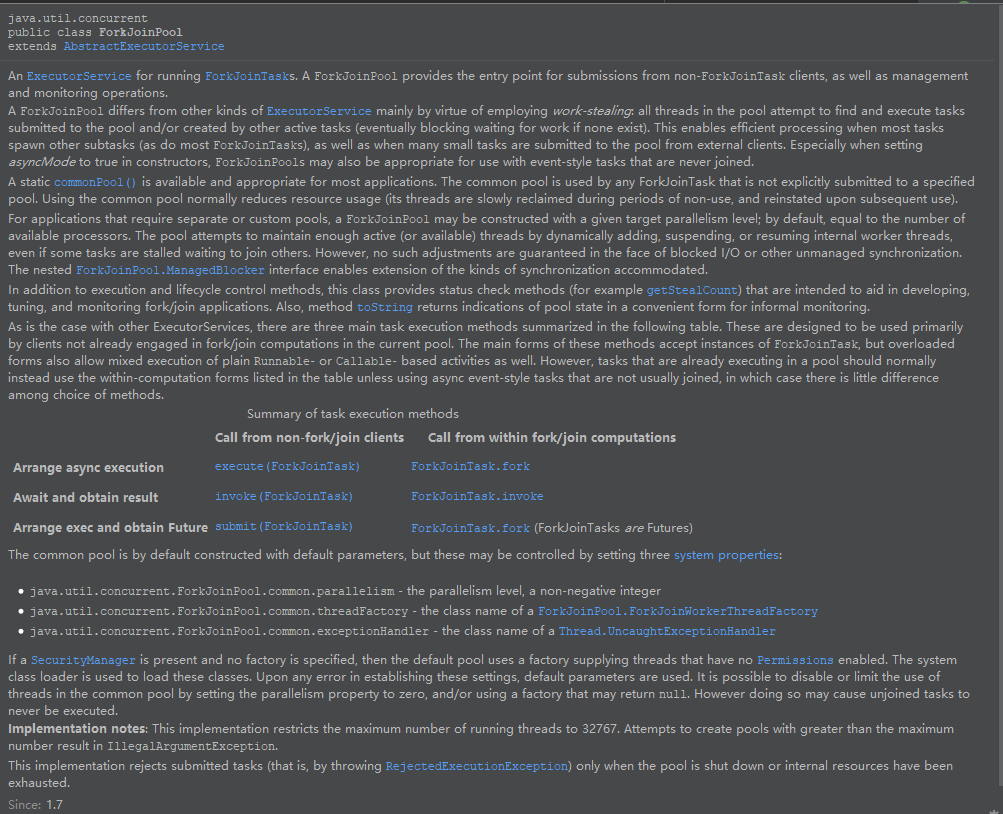 java.util.concurrent
public class ForkJoinPool
extends AbstractExecutorService
An ExecutorService for running ForkJoinTasks. A ForkJoinPool provides the entry point for submissions from non-ForkJoinTask clients, as well as management
and monitoring operations.
A ForkJoinPool differs from other kinds of ExecutorService mainly by virtue of employing work-stealing: all threads in the pool attempt to find and execute tasks
submitted to the pool and/or created by other active tasks (eventually blocking waiting for work if none exist). This enables efficient processing when most tasks
spawn other subtasks (as do most ForkJoinTasks), as well as when many small tasks are submitted to the pool from external clients. Especially when setting
asyncMode to true in constructors, ForkJoinPools may also be appropriate for use with event-style tasks that are never joined.
A static commonPool() is available and appropriate for most applications. The common pool is used by any ForkJoinTask that is not explicitly submitted to a specified
pool. Using the common pool normally reduces resource usage (its threads are slowly reclaimed during periods of non-use, and reinstated upon subsequent use).
For applications that require separate or custom pools, a ForkJoinPool may be constructed with a given target parallelism level; by default, equal to the number of
available processors. The pool attempts to maintain enough active (or available) threads by dynamically adding, suspending, or resuming internal worker threads,
even if some tasks are stalled waiting to join others. However, no such adjustments are guaranteed in the face of blocked I/O or other unmanaged synchronization.
The nested ForkJoinPool.ManagedBlocker interface enables extension of the kinds of synchronization accommodated.
In addition to execution and lifecycle control methods, this class provides status check methods (for example getStealCount) that are intended to aid in developing,
tuning, and monitoring fork/join applications. Also, method toString returns indications of pool state in a convenient form for informal monitoring.
As is the case with other ExecutorServices, there are three main task execution methods summarized in the following table. These are designed to be used primarily
by clients not already engaged in fork/join computations in the current pool. The main forms of these methods accept instances of ForkJoinTask, but overloaded
forms also allow mixed execution of plain Runnable- or Callable- based activities as well. However, tasks that are already executing in a pool should normally
instead use the within-computation forms listed in the table unless using async event-style tasks that are not usually joined, in which case there is little difference
among choice of methods.
Summary of task execution methods
Call from non-fork/join clients Call from within fork/join computations
Arrange async execution execute(ForkJoinTask) ForkJoinTask.fork
Await and obtain result invoke(ForkJoinTask) ForkJoinTask.invoke
Arrange exec and obtain Future submit(ForkJoinTask) ForkJoinTask.fork (ForkJoinTasks are Futures)
The common pool is by default constructed with default parameters, but these may be controlled by setting three system properties:
• java.util.concurrent.ForkJoinPool.common.parallelism - the parallelism level, a non-negative integer
• java.util.concurrent.ForkJoinPool.common.threadFactory - the class name of a ForkJoinPool.ForkJoinWorkerThreadFactory
• java.util.concurrent.ForkJoinPool.common.exceptionHandler - the class name of a Thread.UncaughtExceptionHandler
If a SecurityManager is present and no factory is specified, then the default pool uses a factory supplying threads that have no Permissions enabled. The system
class loader is used to load these classes. Upon any error in establishing these settings, default parameters are used. It is possible to disable or limit the use of
threads in the common pool by setting the parallelism property to zero, and/or using a factory that may return null. However doing so may cause unjoined tasks to
never be executed.
Implementation notes: This implementation restricts the maximum number of running threads to 32767. Attempts to create pools with greater than the maximum
number result in IllegalArgumentException.
This implementation rejects submitted tasks (that is, by throwing RejectedExecutionException) only when the pool is shut down or internal resources have been
exhausted.
Since: 1.7